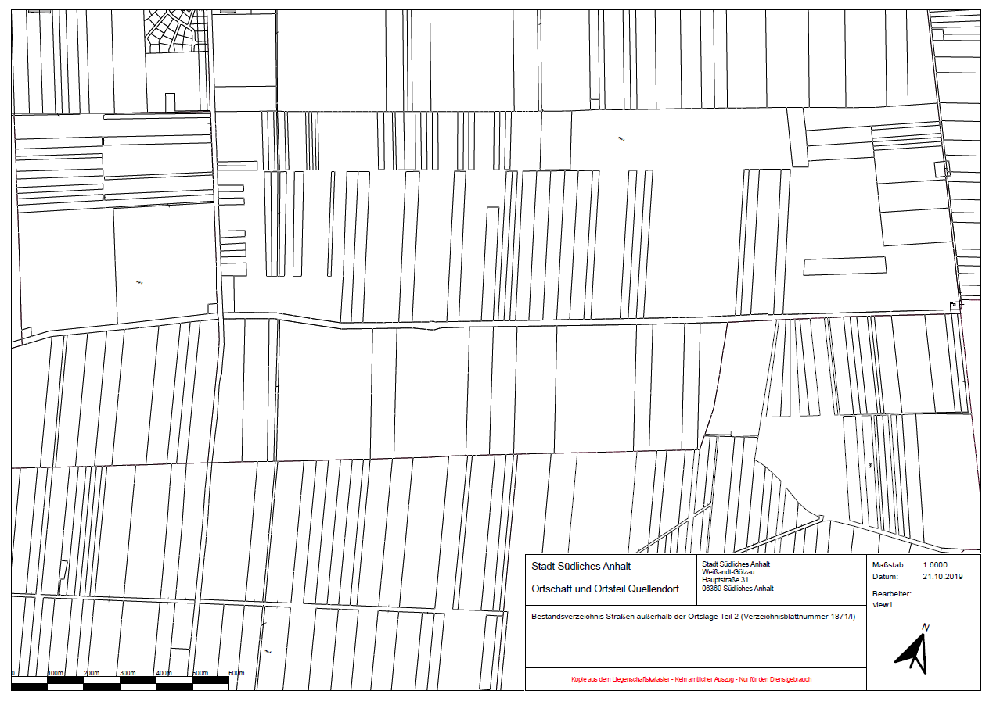 0 100m 200m 300m 400m 500m 600m
Stadt Südliches Anhalt
Ortschaft und Ortsteil Quellendorf
Stadt Südliches Anhalt
Weißandt-Gölzau
Hauptstraße 31
06369 Südliches Anhalt
Maßstab: 1:6600
Datum: 21.10.2019
Bearbeiter:
view1
Bestandsverzeichnis Straßen außerhalb der Ortslage Teil 2 (Verzeichnisblattnummer 1871/I)
N
Kopie aus dem Liegenschaftskataster - Kein amtlicher Auszug - Nur für den Dienstgebrauch